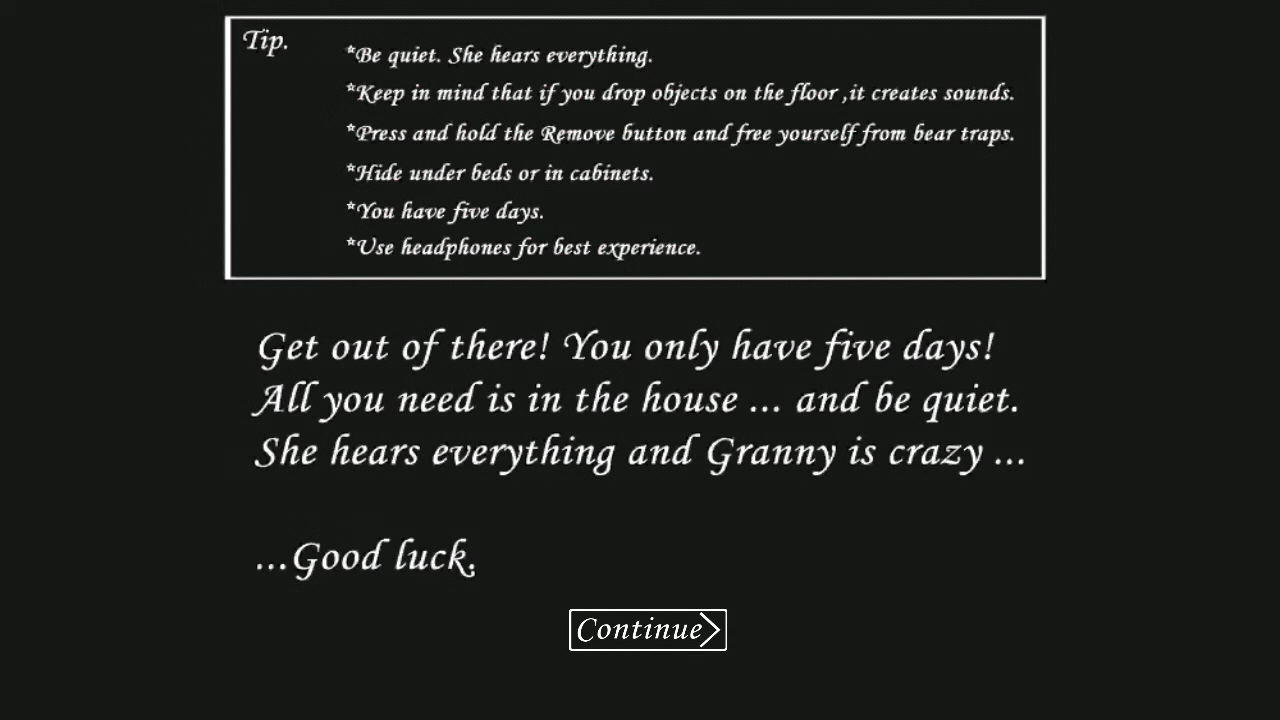 Tip.
*Be quiet. She hears everything.
*Keep in mind that if you drop objects on the floor ,it creates sounds.
*Press and hold the Remove button and free yourself from bear traps.
*Hide under beds or in cabinets.
*You have five days.
*Use headphones for best experience.
Get out of there! You only have five days!
All you need is in the house ... and be quiet.
She hears everything and Granny is crazy ...
...Good luck.
Continue